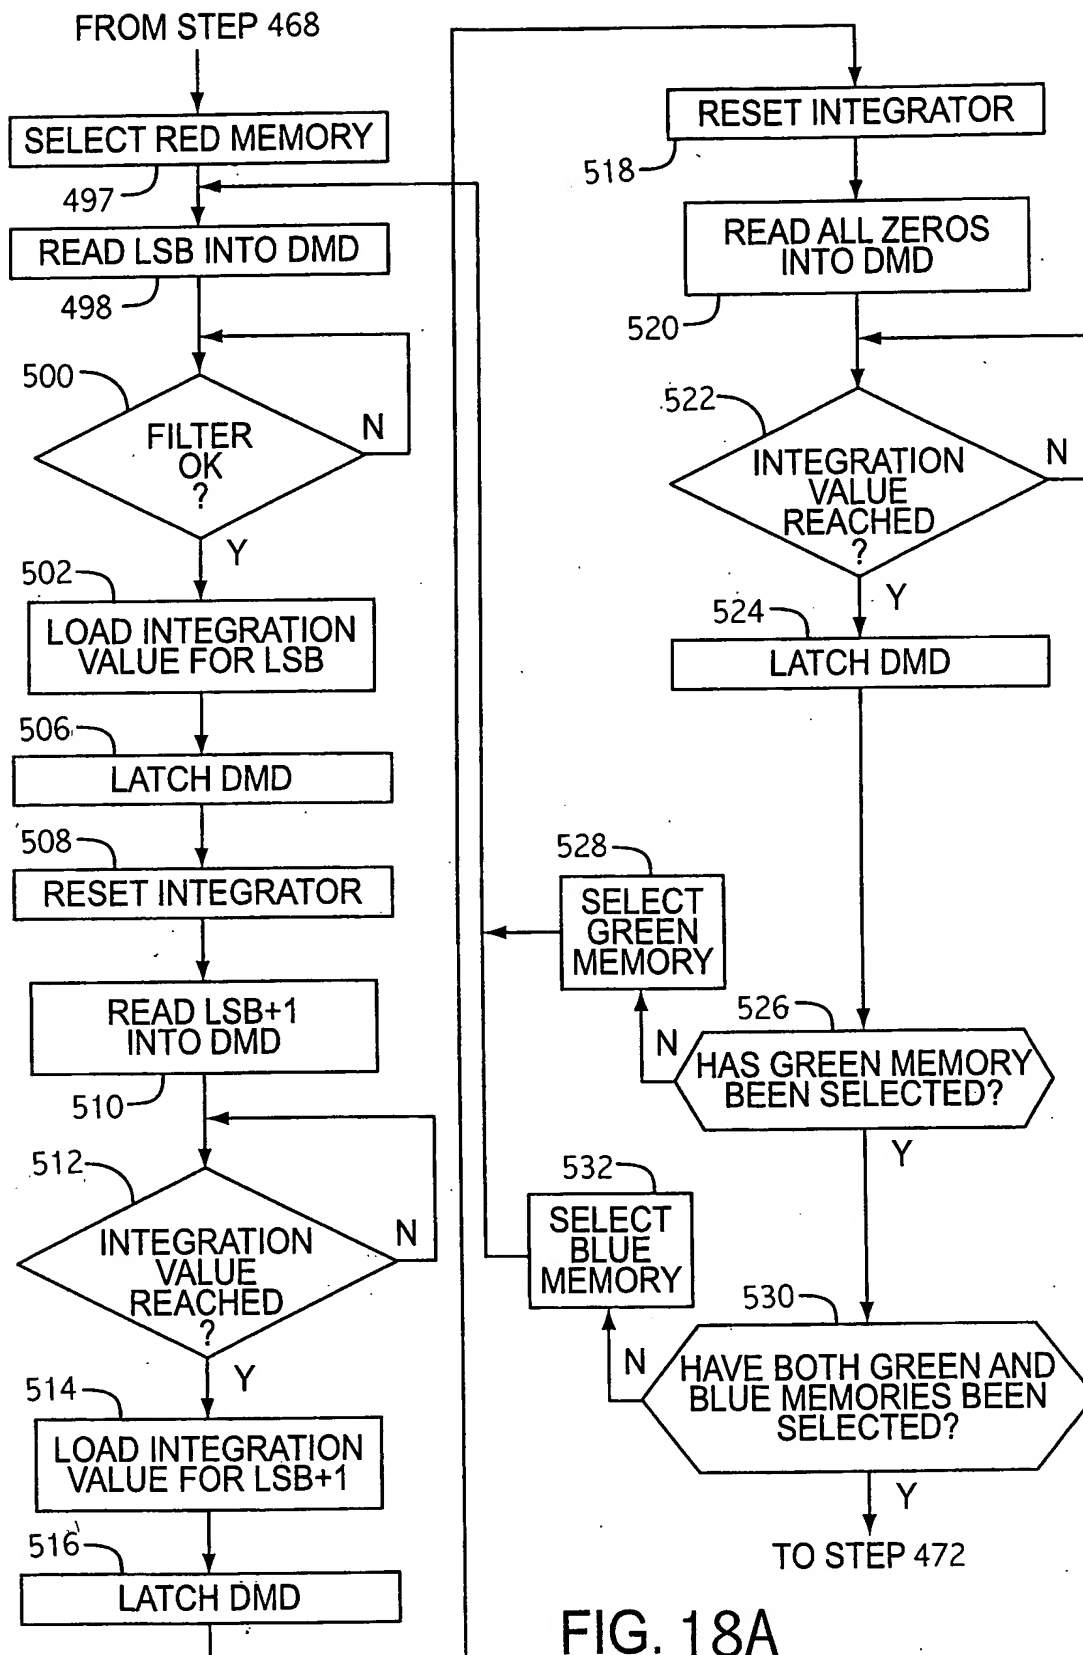 FROM STEP 468
SELECT RED MEMORY
497
READ LSB INTO DMD
498
500
FILTER
OK
?
N
Y
502
LOAD INTEGRATION
VALUE FOR LSB
506
LATCH DMD
508
RESET INTEGRATOR
READ LSB+1
INTO DMD
510
512
INTEGRATION
VALUE
REACHED
?
N
Y
514
LOAD INTEGRATION
VALUE FOR LSB+1
516
LATCH DMD
RESET INTEGRATOR
518
READ ALL ZEROS
INTO DMD
520
522
INTEGRATION
VALUE
REACHED
?
N
Y
524
LATCH DMD
528
SELECT
GREEN
MEMORY
526
N
HAS GREEN MEMORY
BEEN SELECTED?
Y
532
SELECT
BLUE
MEMORY
530
N
HAVE BOTH GREEN AND
BLUE MEMORIES BEEN
SELECTED?
Y
TO STEP 472
FIG. 18A